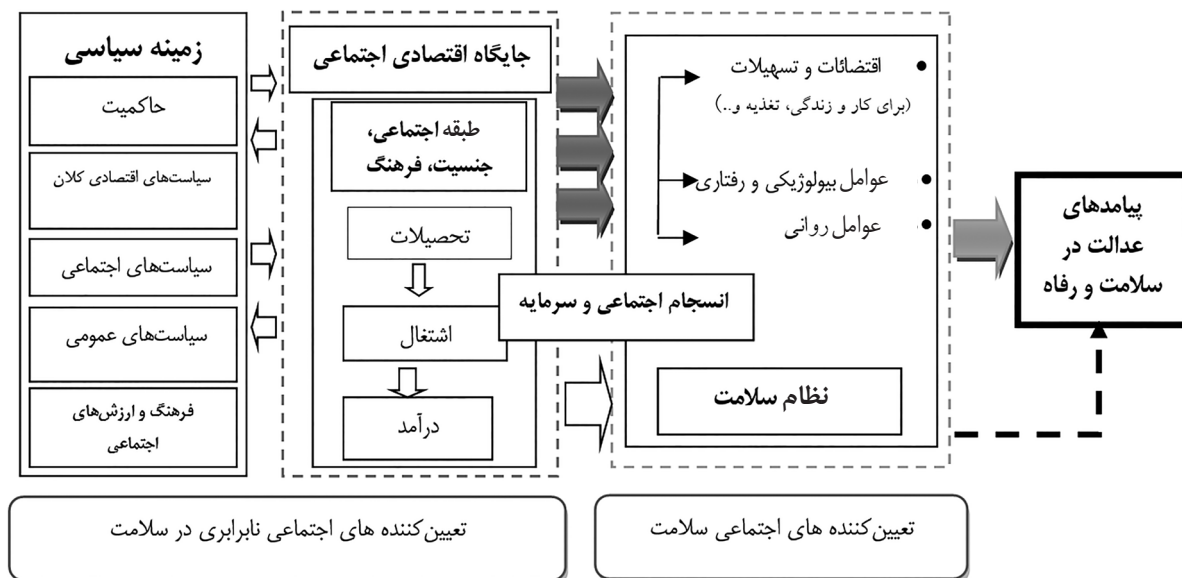 زمینه سیاسی
حاکمیت
سیاست‌های اقتصادی کلان
سیاست‌های اجتماعی
سیاست‌های عمومی
فرهنگ و ارزش‌های
اجتماعی
جایگاه اقتصادی اجتماعی
طبقه اجتماعی،
جنسیت، فرهنگ
تحصیلات
اشتغال
درآمد
انسجام اجتماعی و سرمایه
اقتضائات و تسهیلات
(برای کار و زندگی، تغذیه و..)
عوامل بیولوژیکی و رفتاری
عوامل روانی
نظام سلامت
پیامدهای
عدالت در
سلامت و رفاه
تعیین‌کننده های اجتماعی نابرابری در سلامت
تعیین‌کننده های اجتماعی سلامت